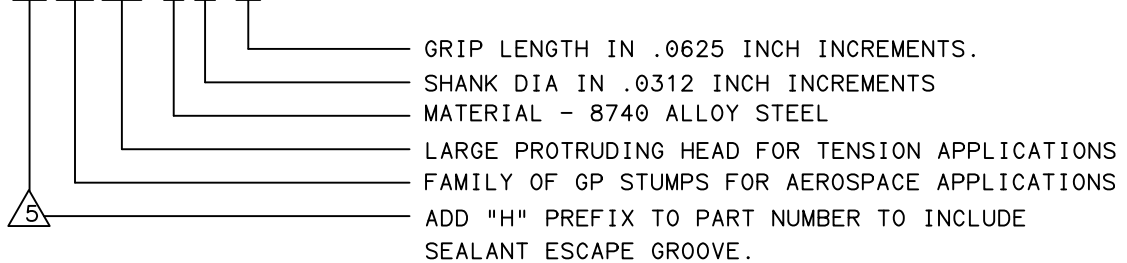 GRIP LENGTH IN .0625 INCH INCREMENTS.
SHANK DIA IN .0312 INCH INCREMENTS
MATERIAL - 8740 ALLOY STEEL
LARGE PROTRUDING HEAD FOR TENSION APPLICATIONS
FAMILY OF GP STUMPS FOR AEROSPACE APPLICATIONS
5
ADD "H" PREFIX TO PART NUMBER TO INCLUDE
SEALANT ESCAPE GROOVE.